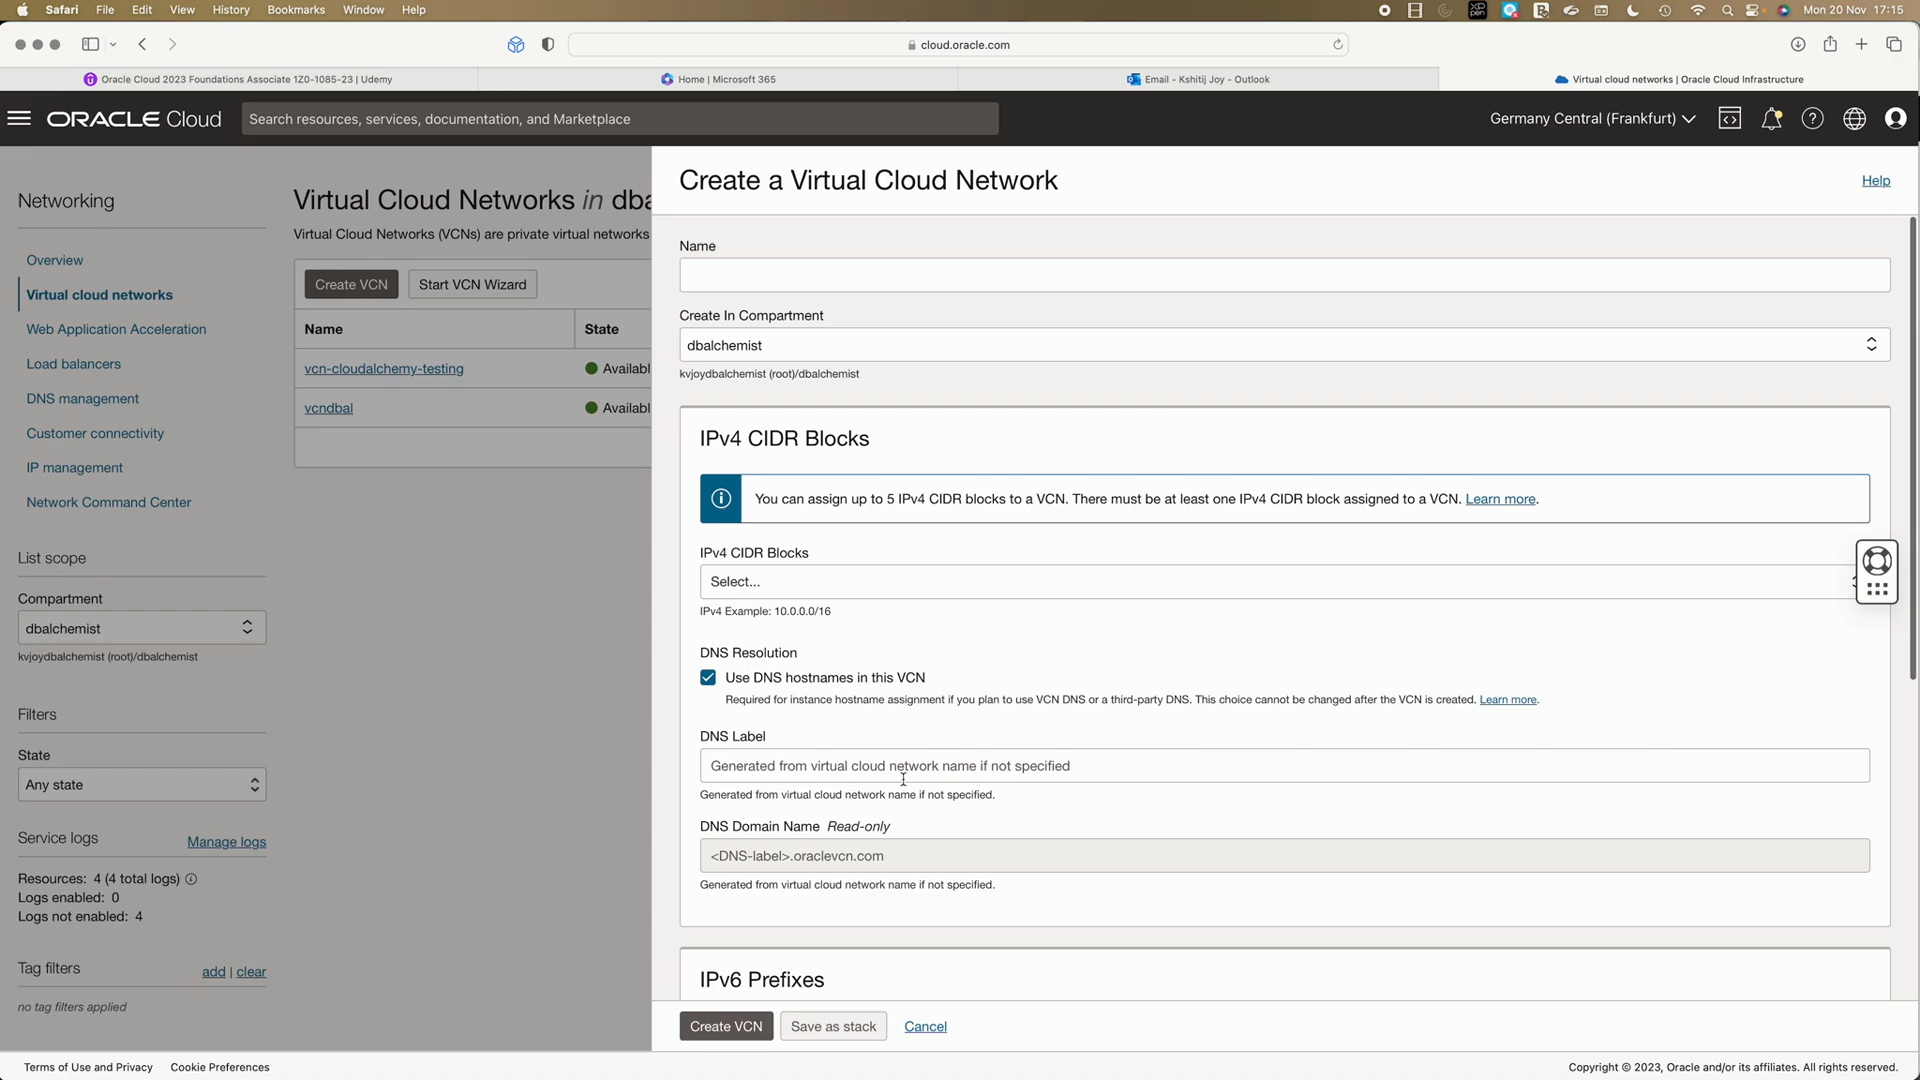 Safari File Edit View History Bookmarks Window Help
Mon 20 Nov 17:15
cloud.oracle.com
Oracle Cloud 2023 Foundations Associate 1Z0-1085-23 | Udemy
Home | Microsoft 365
Email - Kshitij Joy - Outlook
Virtual cloud networks | Oracle Cloud Infrastructure
ORACLE Cloud
Search resources, services, documentation, and Marketplace
Germany Central (Frankfurt)
Networking
Overview
Virtual cloud networks
Web Application Acceleration
Load balancers
DNS management
Customer connectivity
IP management
Network Command Center
List scope
Compartment
dbalchemist
kvjoydbalchemist (root)/dbalchemist
Filters
State
Any state
Service logs Manage logs
Resources: 4 (4 total logs)
Logs enabled: 0
Logs not enabled: 4
Tag filters add | clear
no tag filters applied
Virtual Cloud Networks in dba
Virtual Cloud Networks (VCNs) are private virtual networks
Create VCN Start VCN Wizard
Name State
vcn-cloudalchemy-testing Availabl
vcndbal Availabl
Create a Virtual Cloud Network
Help
Name
Create In Compartment
dbalchemist
kvjoydbalchemist (root)/dbalchemist
IPv4 CIDR Blocks
You can assign up to 5 IPv4 CIDR blocks to a VCN. There must be at least one IPv4 CIDR block assigned to a VCN. Learn more.
IPv4 CIDR Blocks
Select...
IPv4 Example: 10.0.0.0/16
DNS Resolution
Use DNS hostnames in this VCN
Required for instance hostname assignment if you plan to use VCN DNS or a third-party DNS. This choice cannot be changed after the VCN is created. Learn more.
DNS Label
Generated from virtual cloud network name if not specified
Generated from virtual cloud network name if not specified.
DNS Domain Name Read-only
<DNS-label>.oraclevcn.com
Generated from virtual cloud network name if not specified.
IPv6 Prefixes
Create VCN Save as stack Cancel
Terms of Use and Privacy Cookie Preferences
Copyright © 2023, Oracle and/or its affiliates. All rights reserved.